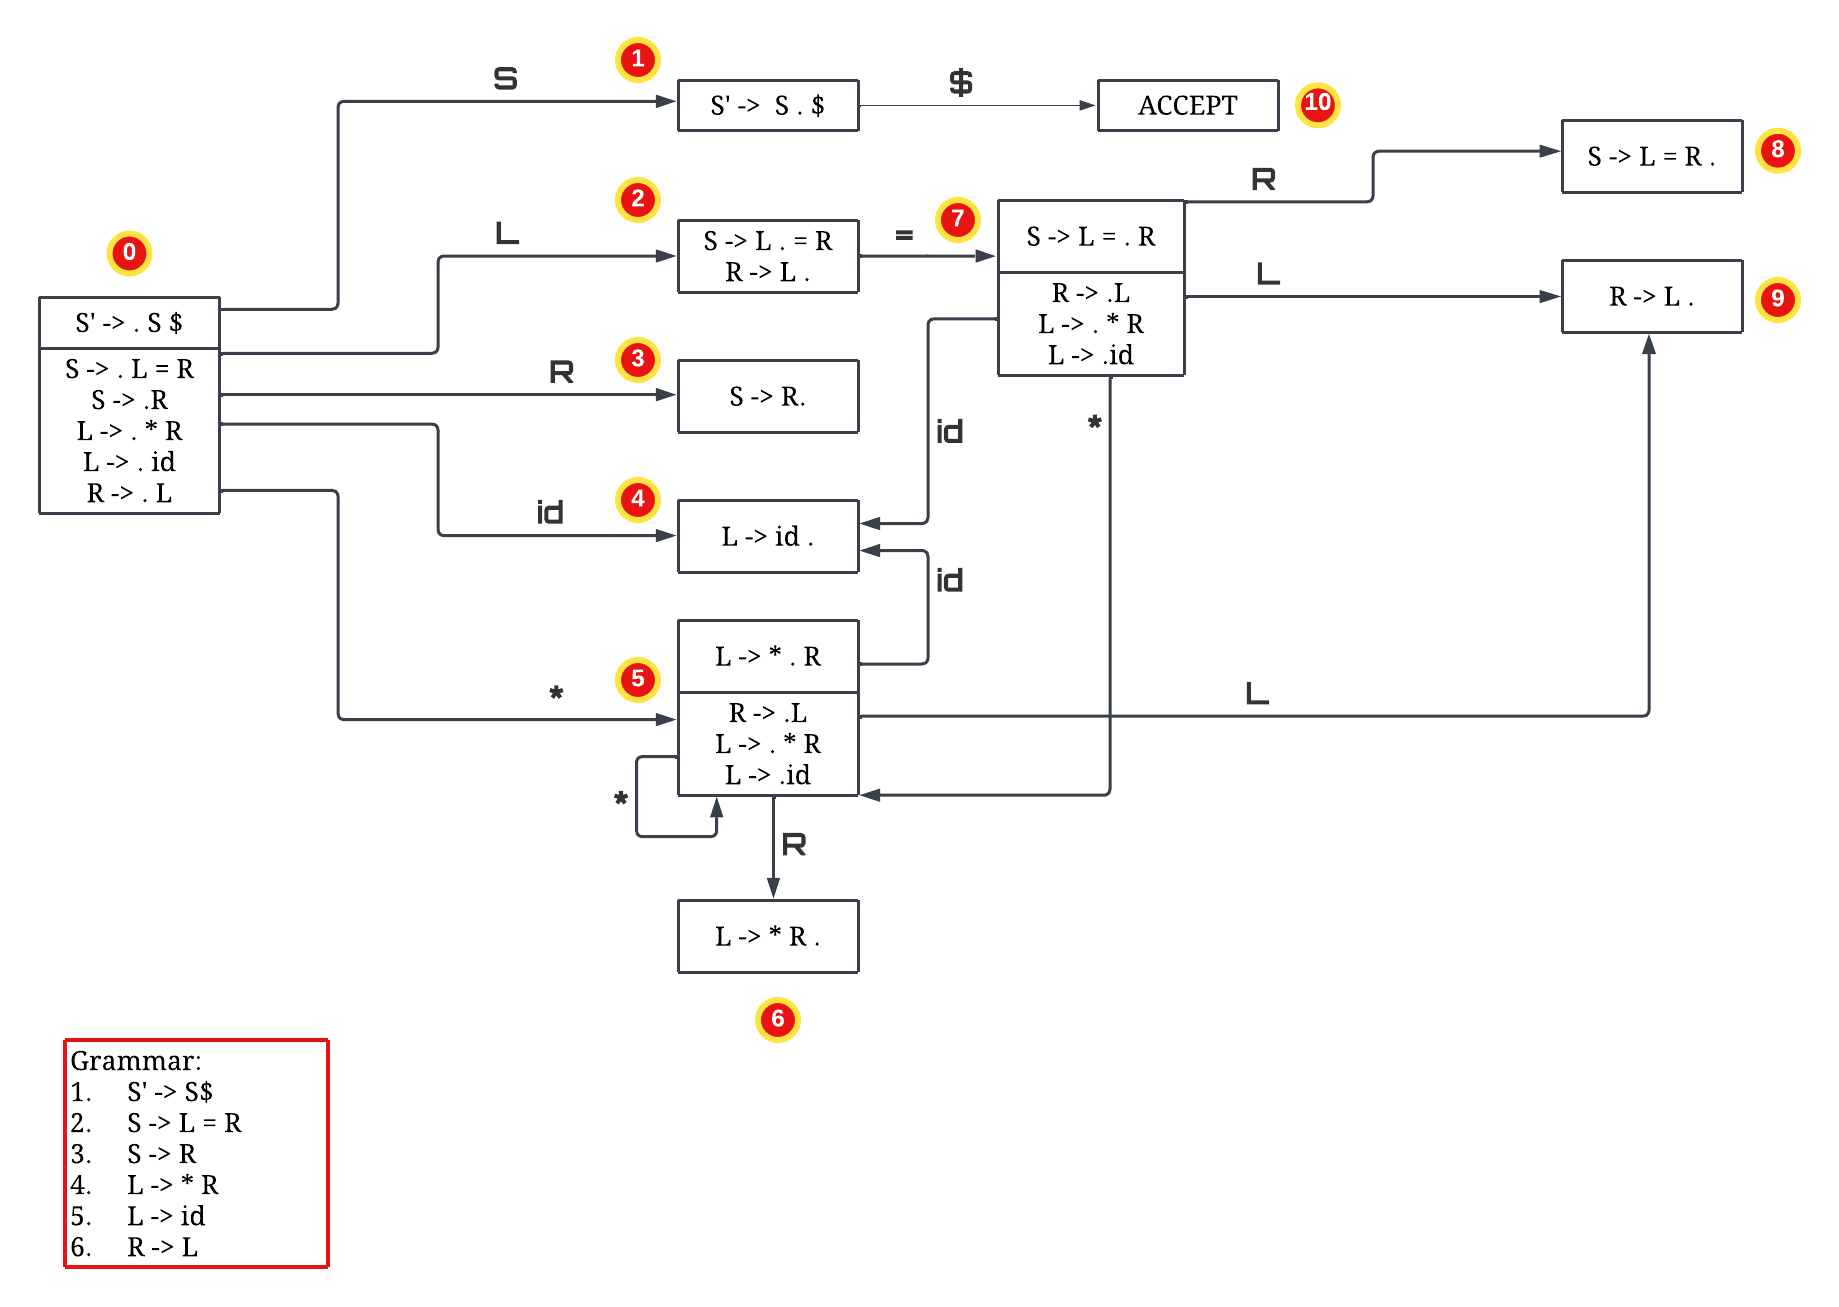 1
S
S' -> S . $
$
ACCEPT
10
8
S -> L = R .
R
2
L
S -> L . = R
R -> L .
=
7
S -> L = . R
R -> .L
L -> . * R
L -> .id
L
R -> L .
9
0
S' -> . S $
S -> . L = R
S -> .R
L -> . * R
L -> . id
R -> . L
R
3
S -> R.
id
*
id
4
L -> id .
id
*
5
L -> * . R
R -> .L
L -> . * R
L -> .id
L
*
R
L -> * R .
6
Grammar:
1. S' -> S$
2. S -> L = R
3. S -> R
4. L -> * R
5. L -> id
6. R -> L